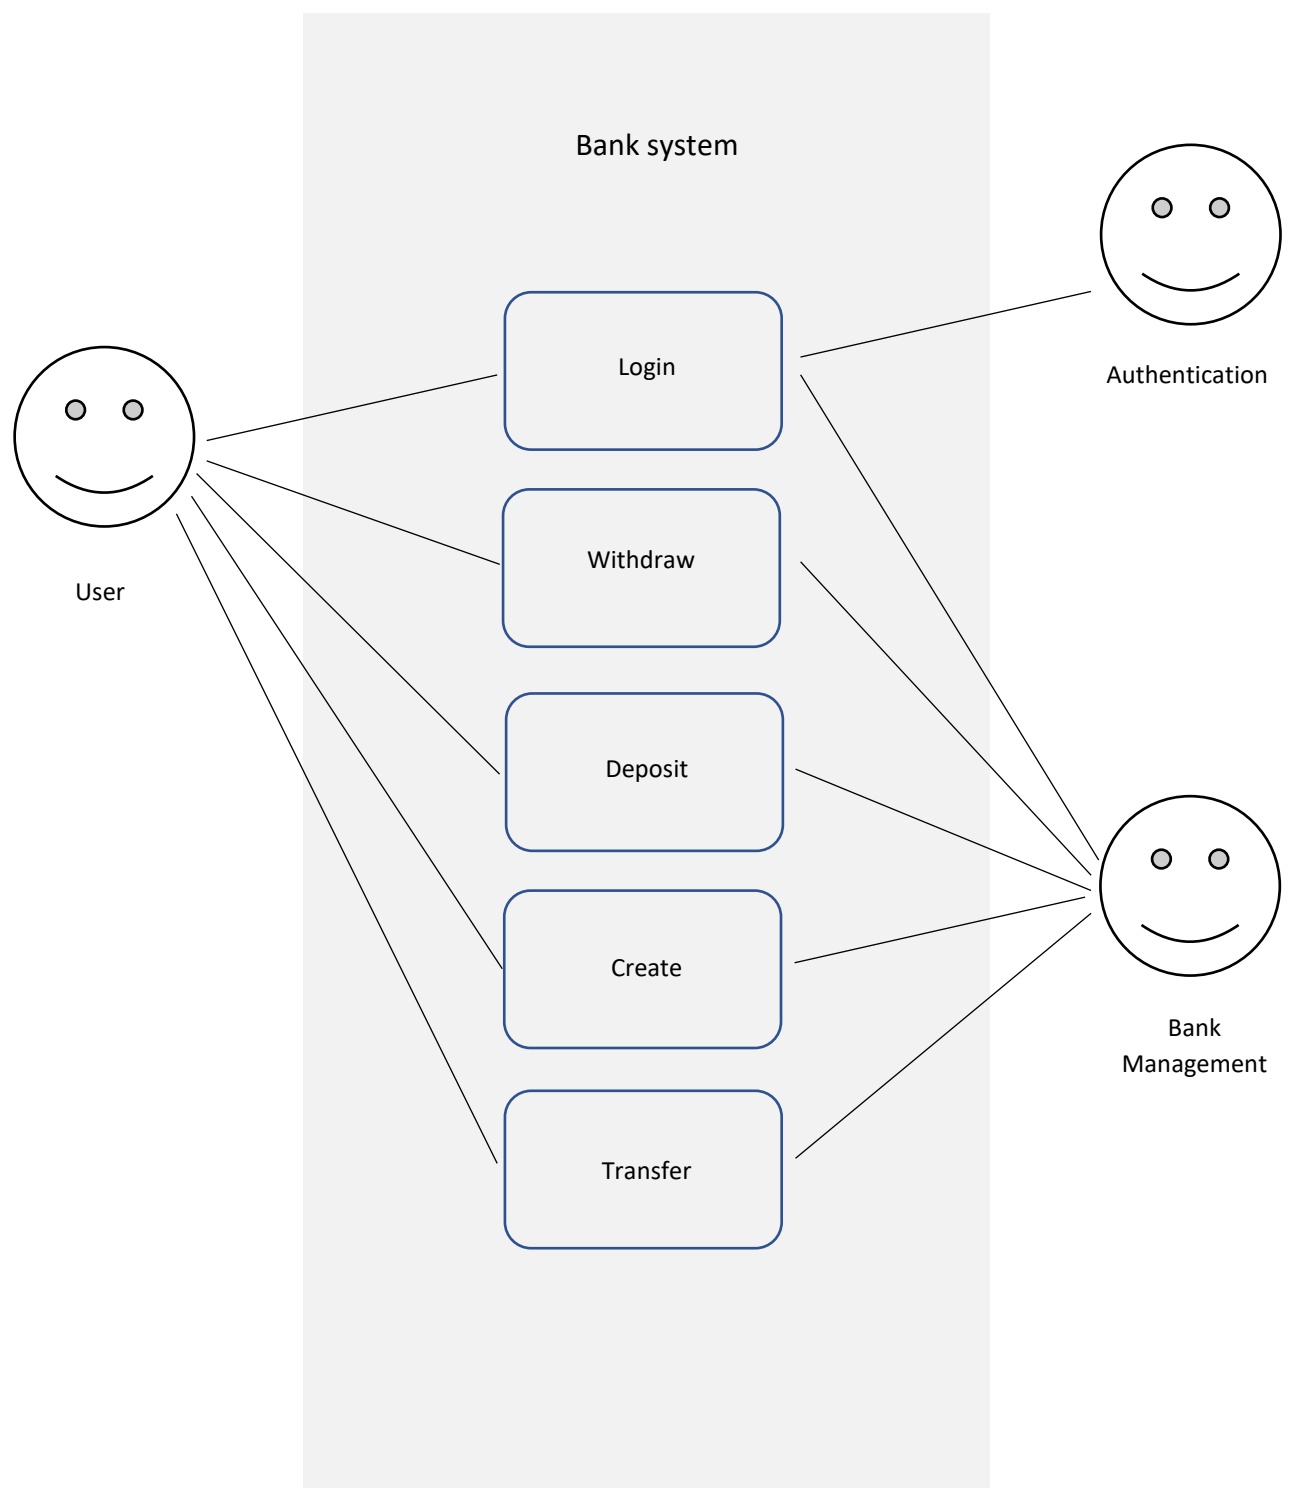 Bank system
Login
Authentication
Withdraw
User
Deposit
Create
Bank
Management
Transfer